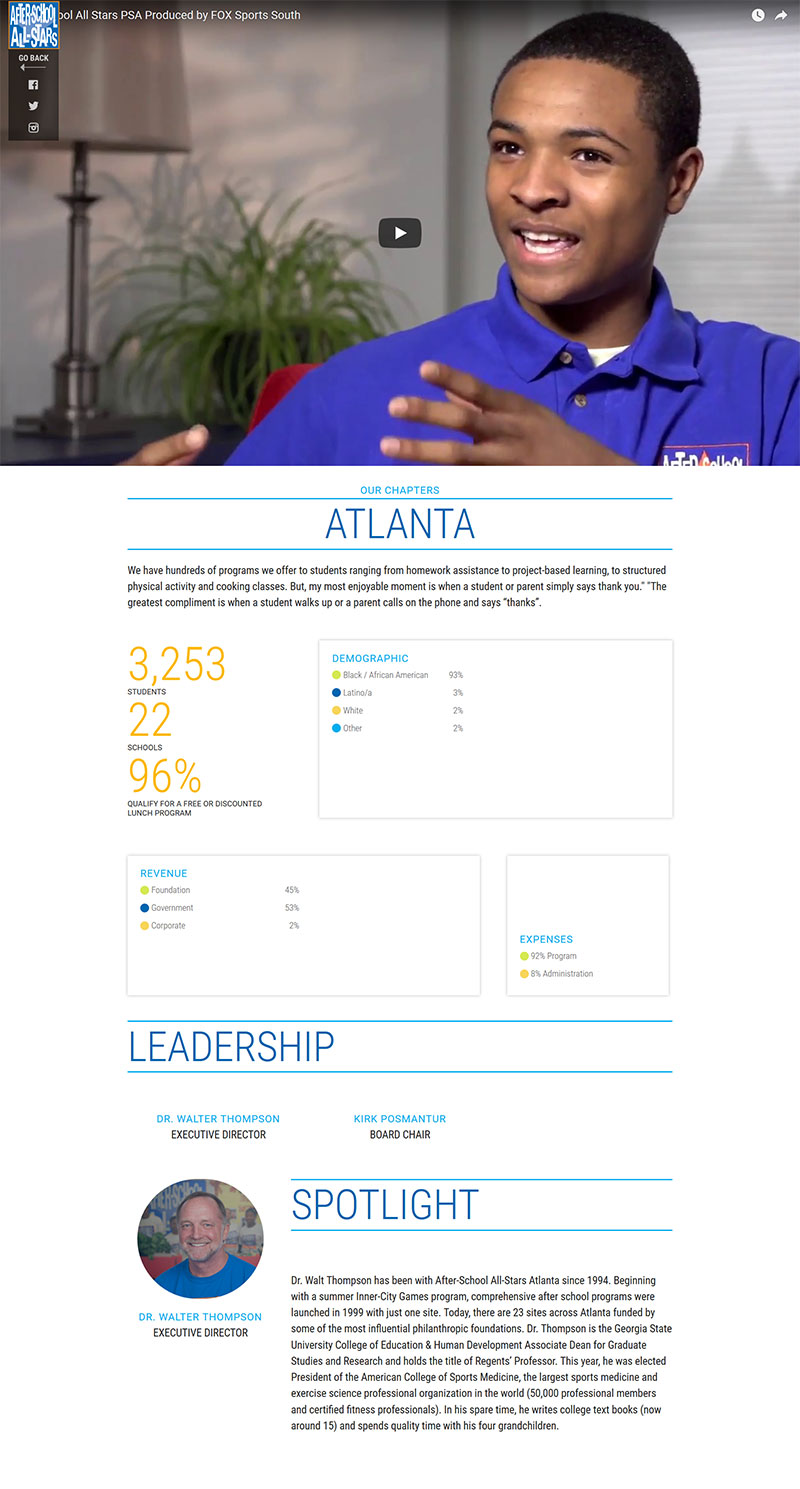 AFTER-SCHOOL
ALL-STARS
ool All Stars PSA Produced by FOX Sports South
GO BACK
AFTER SCHOOL
OUR CHAPTERS
ATLANTA
We have hundreds of programs we offer to students ranging from homework assistance to project-based learning, to structured
physical activity and cooking classes. But, my most enjoyable moment is when a student or parent simply says thank you." "The
greatest compliment is when a student walks up or a parent calls on the phone and says “thanks”.
3,253
STUDENTS
22
SCHOOLS
96%
QUALIFY FOR A FREE OR DISCOUNTED
LUNCH PROGRAM
DEMOGRAPHIC
Black / African American 93%
Latino/a 3%
White 2%
Other 2%
REVENUE
Foundation 45%
Government 53%
Corporate 2%
EXPENSES
92% Program
8% Administration
LEADERSHIP
DR. WALTER THOMPSON
EXECUTIVE DIRECTOR
KIRK POSMANTUR
BOARD CHAIR
DR. WALTER THOMPSON
EXECUTIVE DIRECTOR
SPOTLIGHT
Dr. Walt Thompson has been with After-School All-Stars Atlanta since 1994. Beginning
with a summer Inner-City Games program, comprehensive after school programs were
launched in 1999 with just one site. Today, there are 23 sites across Atlanta funded by
some of the most influential philanthropic foundations. Dr. Thompson is the Georgia State
University College of Education & Human Development Associate Dean for Graduate
Studies and Research and holds the title of Regents’ Professor. This year, he was elected
President of the American College of Sports Medicine, the largest sports medicine and
exercise science professional organization in the world (50,000 professional members
and certified fitness professionals). In his spare time, he writes college text books (now
around 15) and spends quality time with his four grandchildren.